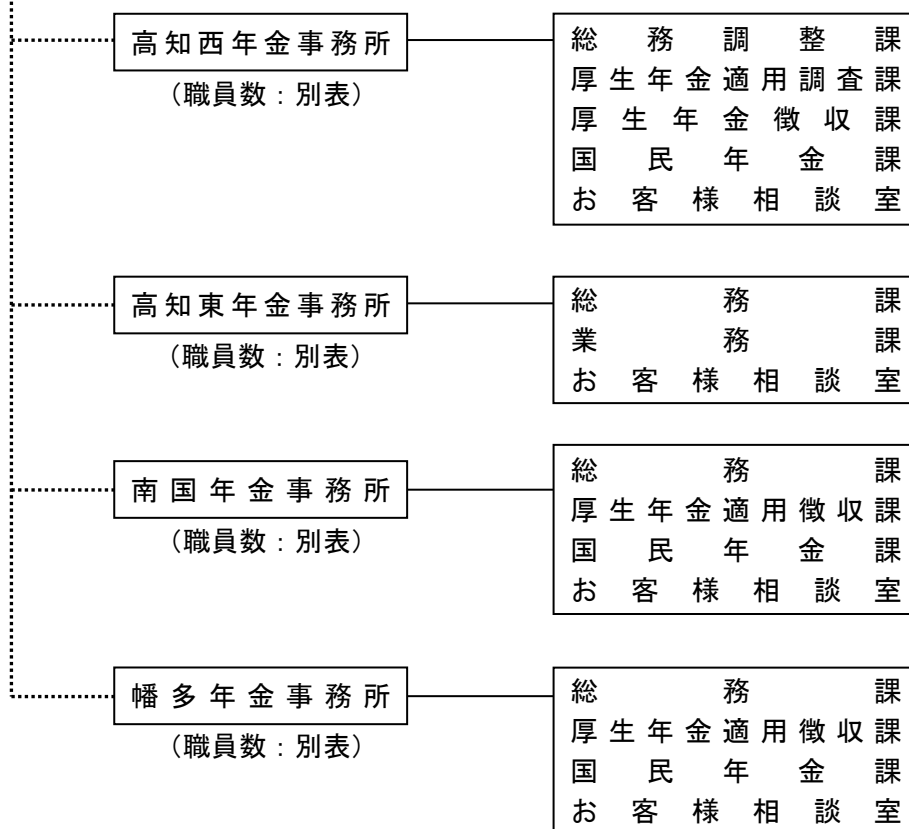 高知西年金事務所
（職員数：別表）
総務調整課
厚生年金適用調査課
厚生年金徴収課
国民年金課
お客様相談室
高知東年金事務所
（職員数：別表）
総務課
業務課
お客様相談室
南国年金事務所
（職員数：別表）
総務課
厚生年金適用徴収課
国民年金課
お客様相談室
幡多年金事務所
（職員数：別表）
総務課
厚生年金適用徴収課
国民年金課
お客様相談室